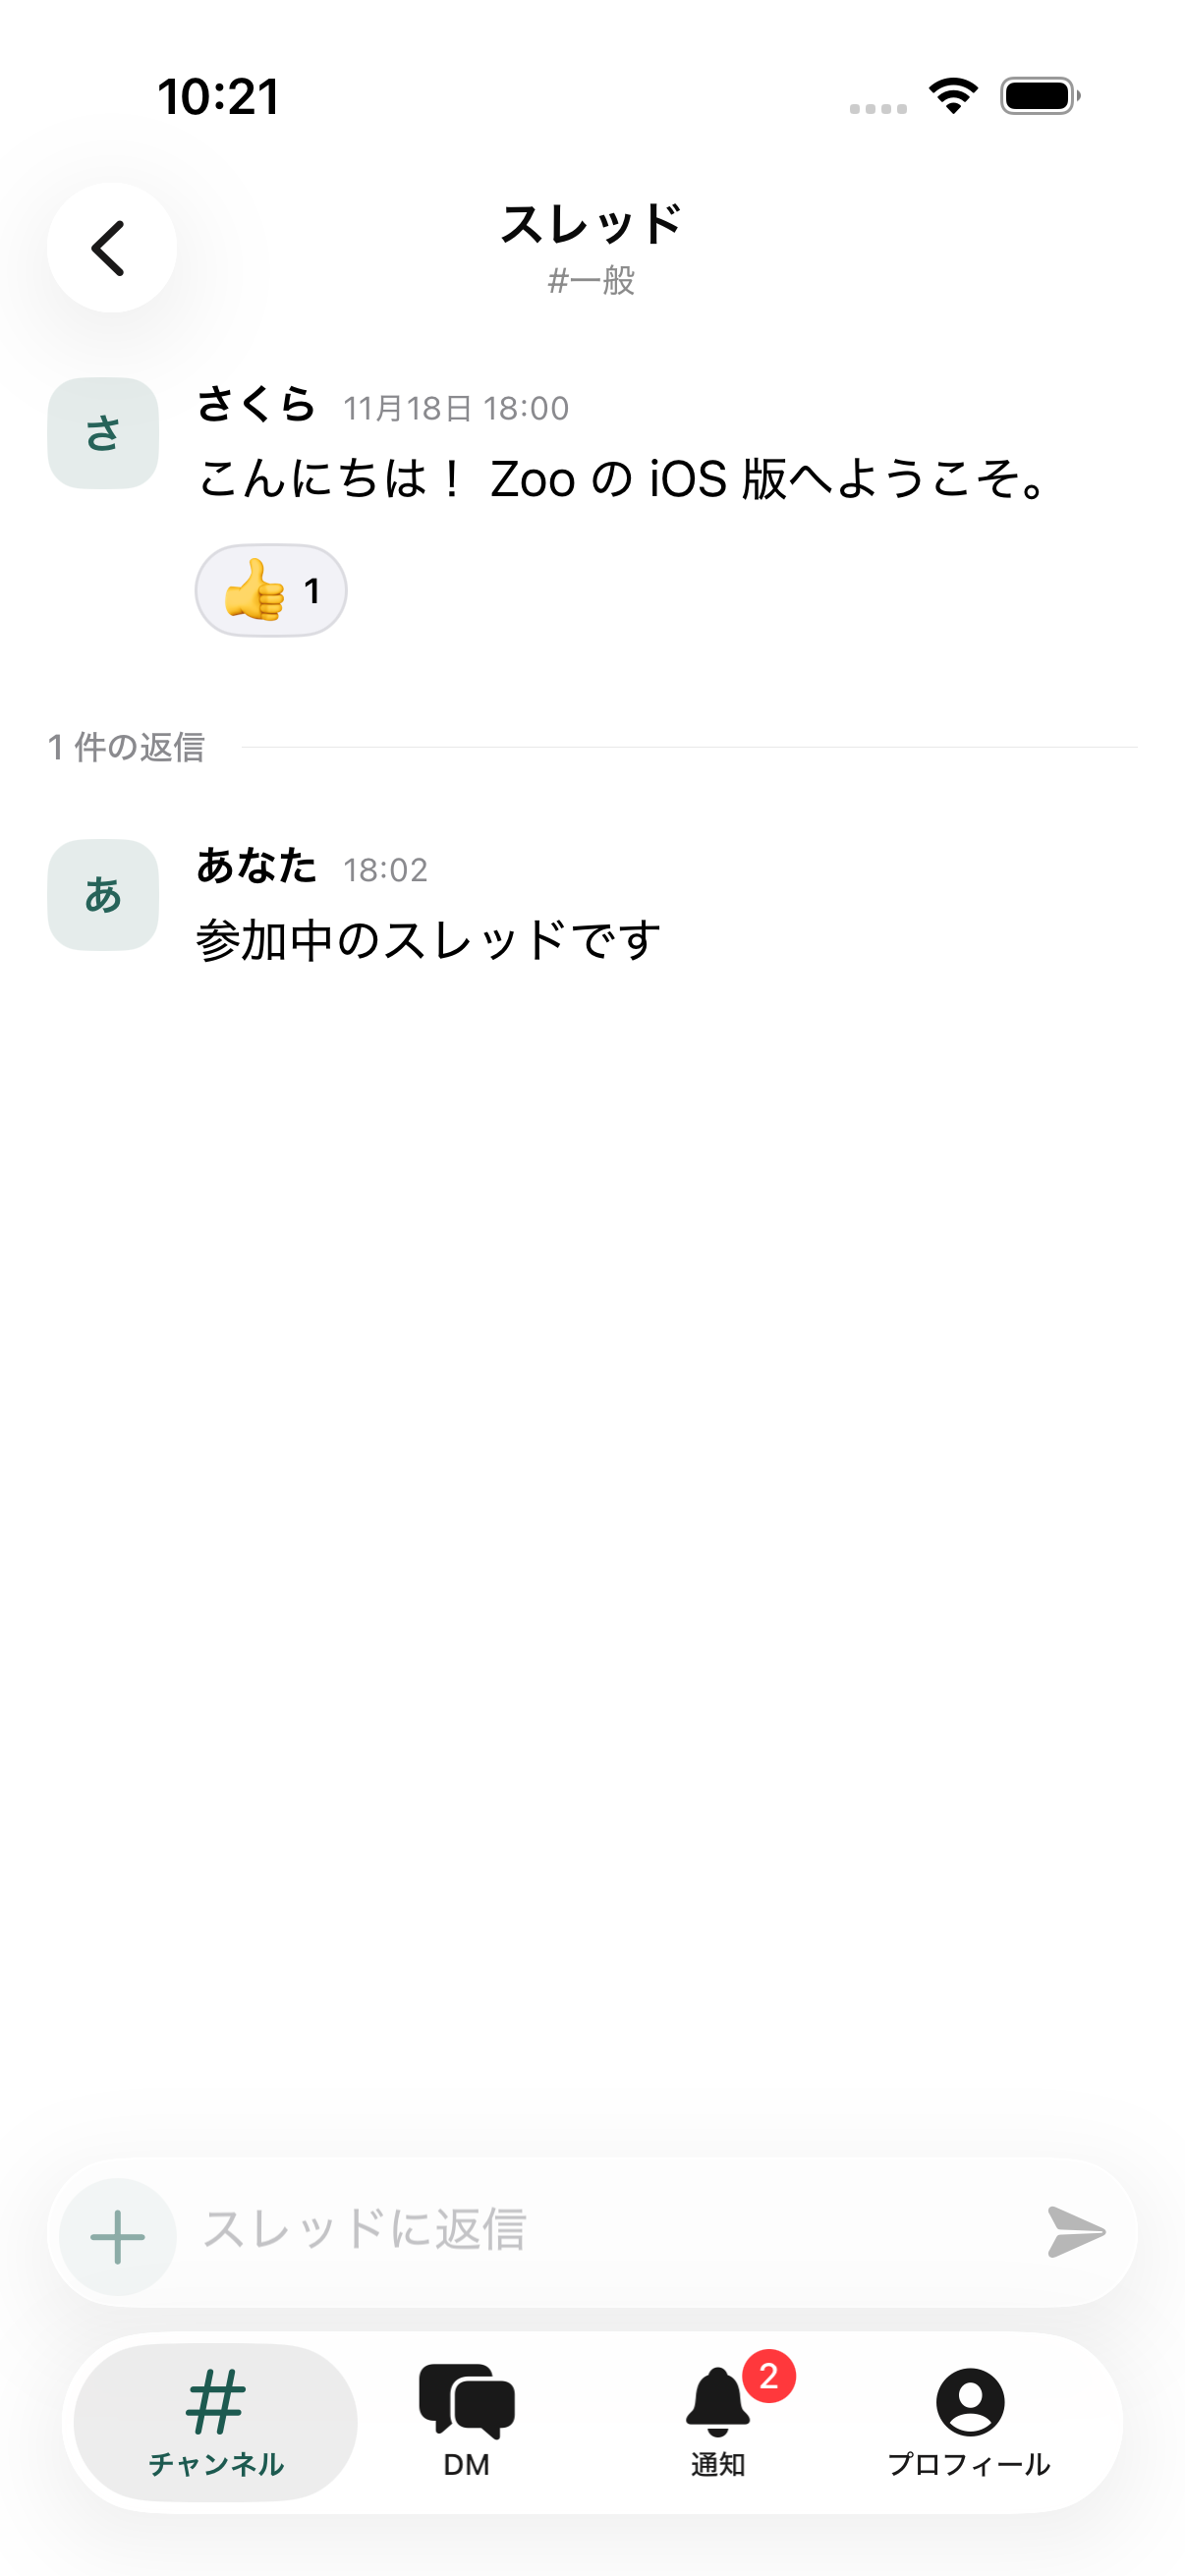 10:21
スレッド
#一般
さ
さくら 11月18日 18:00
こんにちは！ Zoo の iOS 版へようこそ。
👍 1
1 件の返信
あ
あなた 18:02
参加中のスレッドです
スレッドに返信
2
チャンネル DM 通知 プロフィール